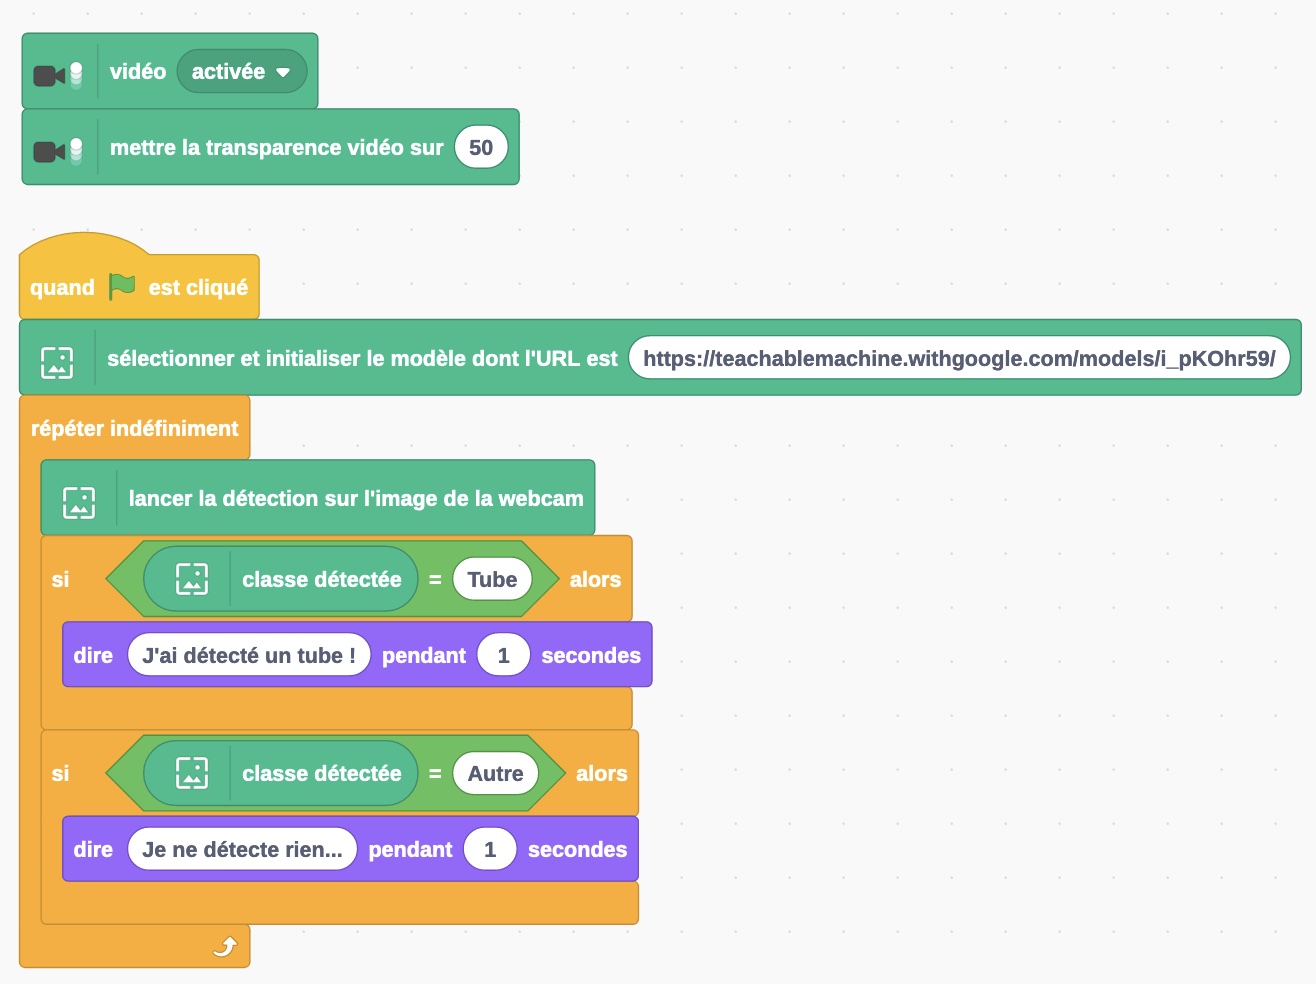 vidéo activée
mettre la transparence vidéo sur 50
quand est cliqué
sélectionner et initialiser le modèle dont l'URL est https://teachablemachine.withgoogle.com/models/i_pKOhr59/
répéter indéfiniment
lancer la détection sur l'image de la webcam
si classe détectée = Tube alors
dire J'ai détecté un tube ! pendant 1 secondes
si classe détectée = Autre alors
dire Je ne détecte rien... pendant 1 secondes